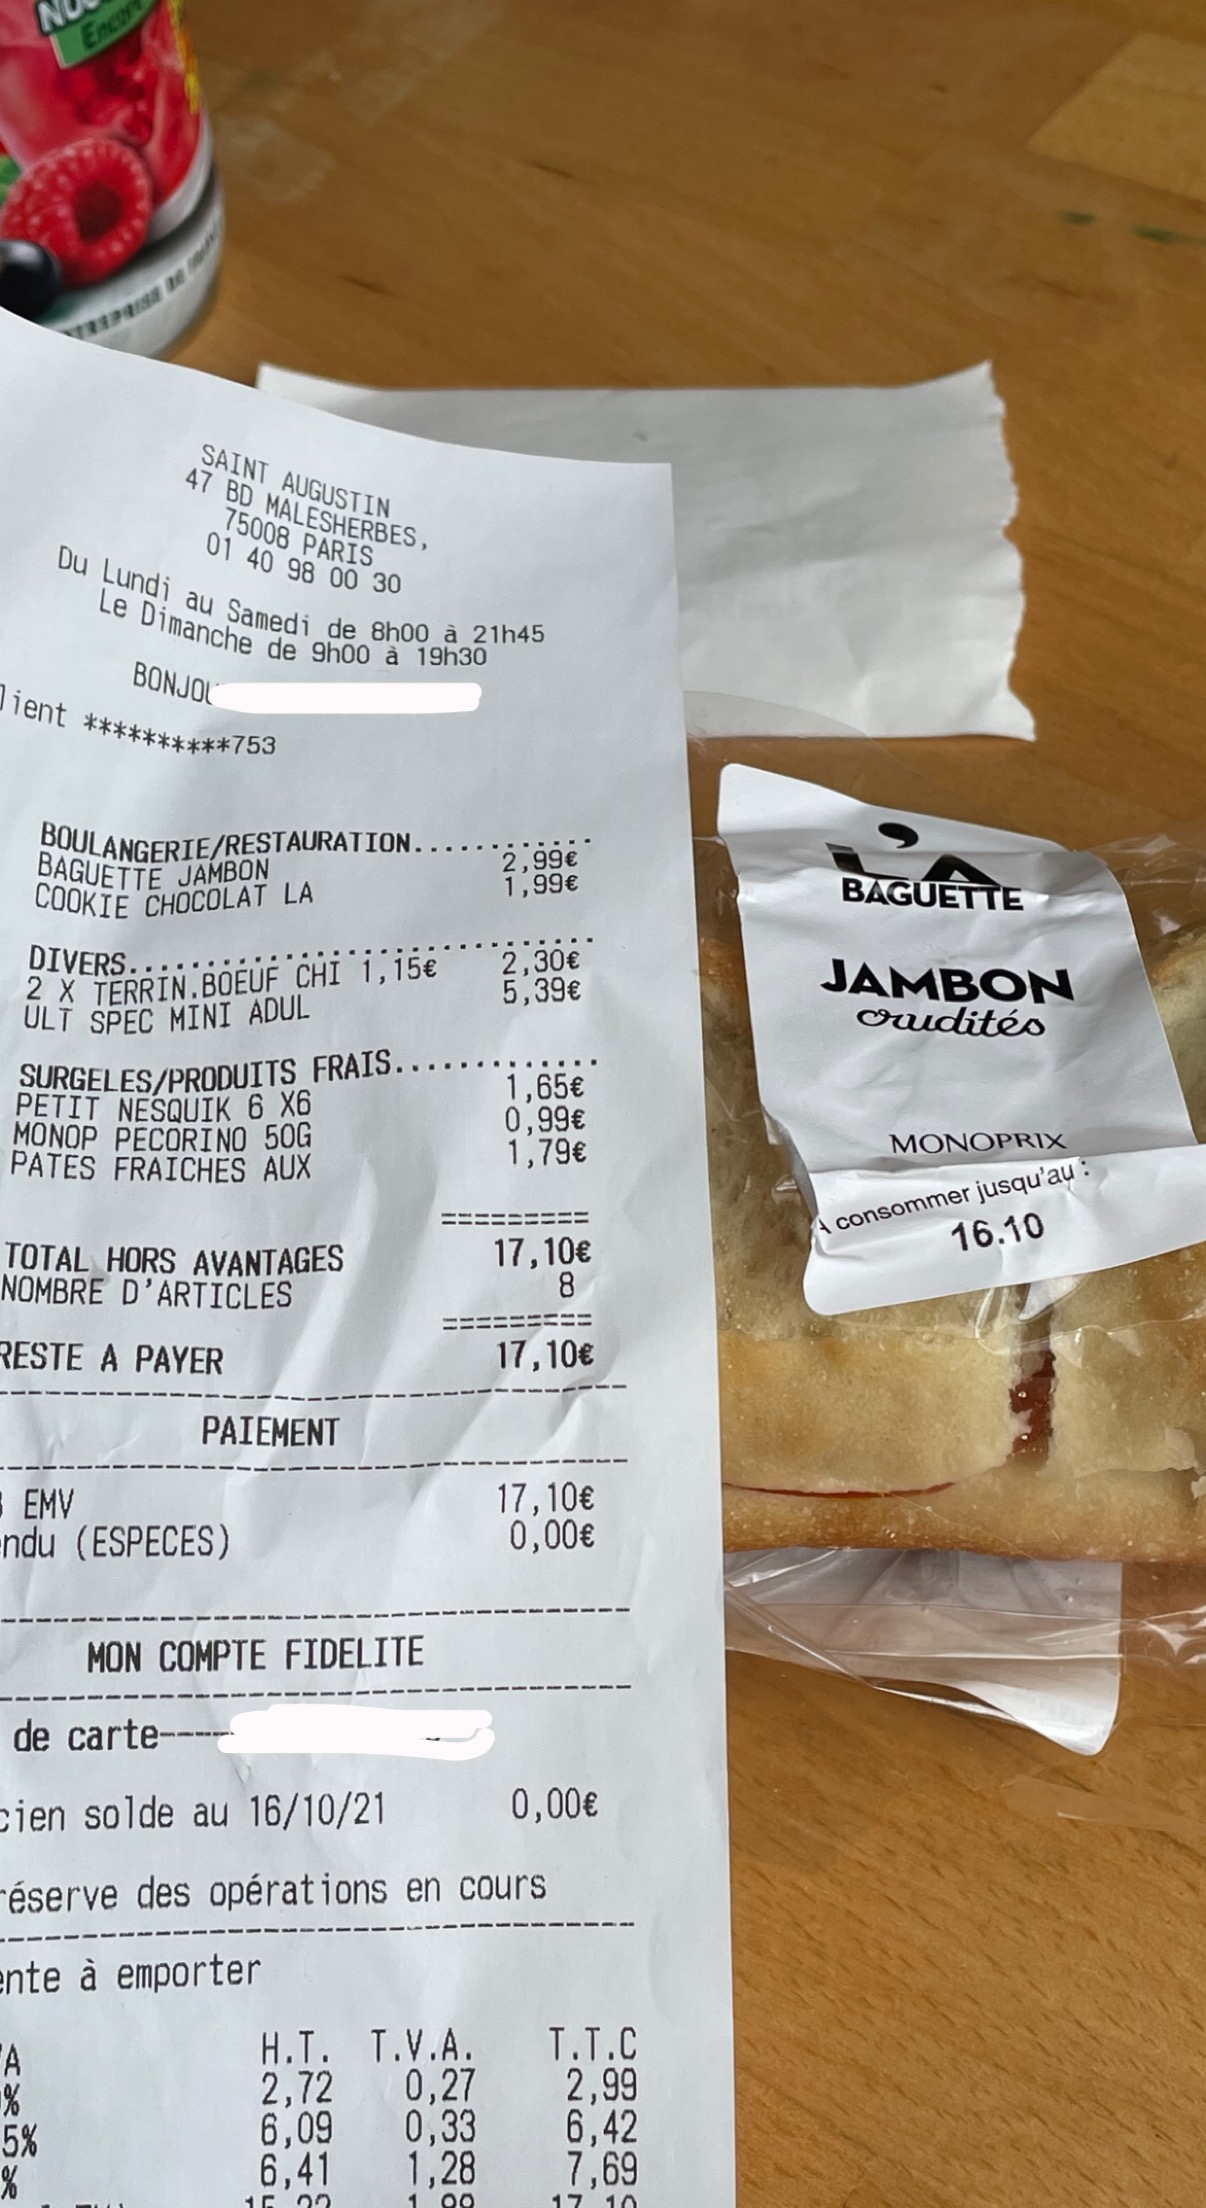 Encore
SAINT AUGUSTIN
47 BD MALESHERBES,
75008 PARIS
01 40 98 00 30
Du Lundi au Samedi de 8h00 à 21h45
Le Dimanche de 9h00 à 19h30
BONJOU
lient **********753
BOULANGERIE/RESTAURATION..............
BAGUETTE JAMBON 2,99€
COOKIE CHOCOLAT LA 1,99€
DIVERS................................
2 X TERRIN.BOEUF CHI 1,15€ 2,30€
ULT SPEC MINI ADUL 5,39€
SURGELES/PRODUITS FRAIS...............
PETIT NESQUIK 6 X6 1,65€
MONOP PECORINO 50G 0,99€
PATES FRAICHES AUX 1,79€
=========
TOTAL HORS AVANTAGES 17,10€
NOMBRE D'ARTICLES 8
=========
RESTE A PAYER 17,10€
PAIEMENT
EMV 17,10€
endu (ESPECES) 0,00€
MON COMPTE FIDELITE
de carte----
cien solde au 16/10/21 0,00€
réserve des opérations en cours
ente à emporter
A H.T. T.V.A. T.T.C
% 2,72 0,27 2,99
5% 6,09 0,33 6,42
% 6,41 1,28 7,69
17,10
L'A
BAGUETTE
JAMBON
crudités
MONOPRIX
A consommer jusqu'au :
16.10